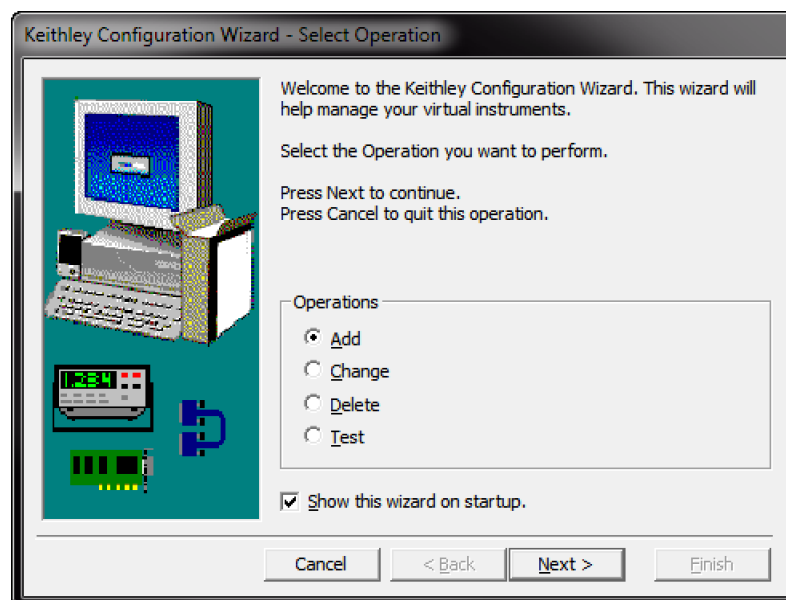 Keithley Configuration Wizard - Select Operation
Welcome to the Keithley Configuration Wizard. This wizard will
help manage your virtual instruments.
Select the Operation you want to perform.
Press Next to continue.
Press Cancel to quit this operation.
Operations
Add
Change
Delete
Test
Show this wizard on startup.
1.234
Cancel
< Back
Next >
Finish